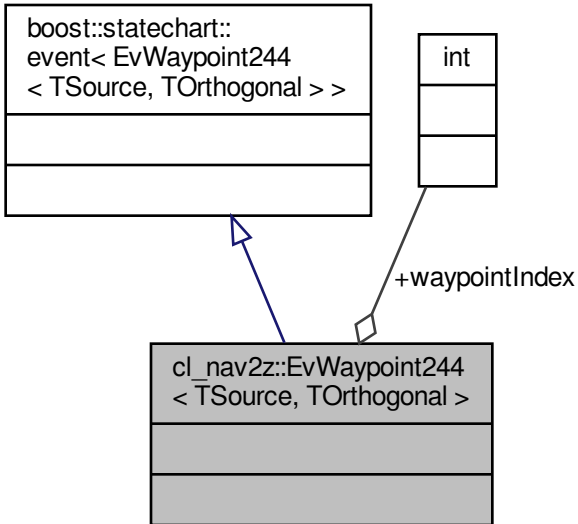 boost::statechart::
event< EvWaypoint244
< TSource, TOrthogonal > >
int
+waypointIndex
cl_nav2z::EvWaypoint244
< TSource, TOrthogonal >